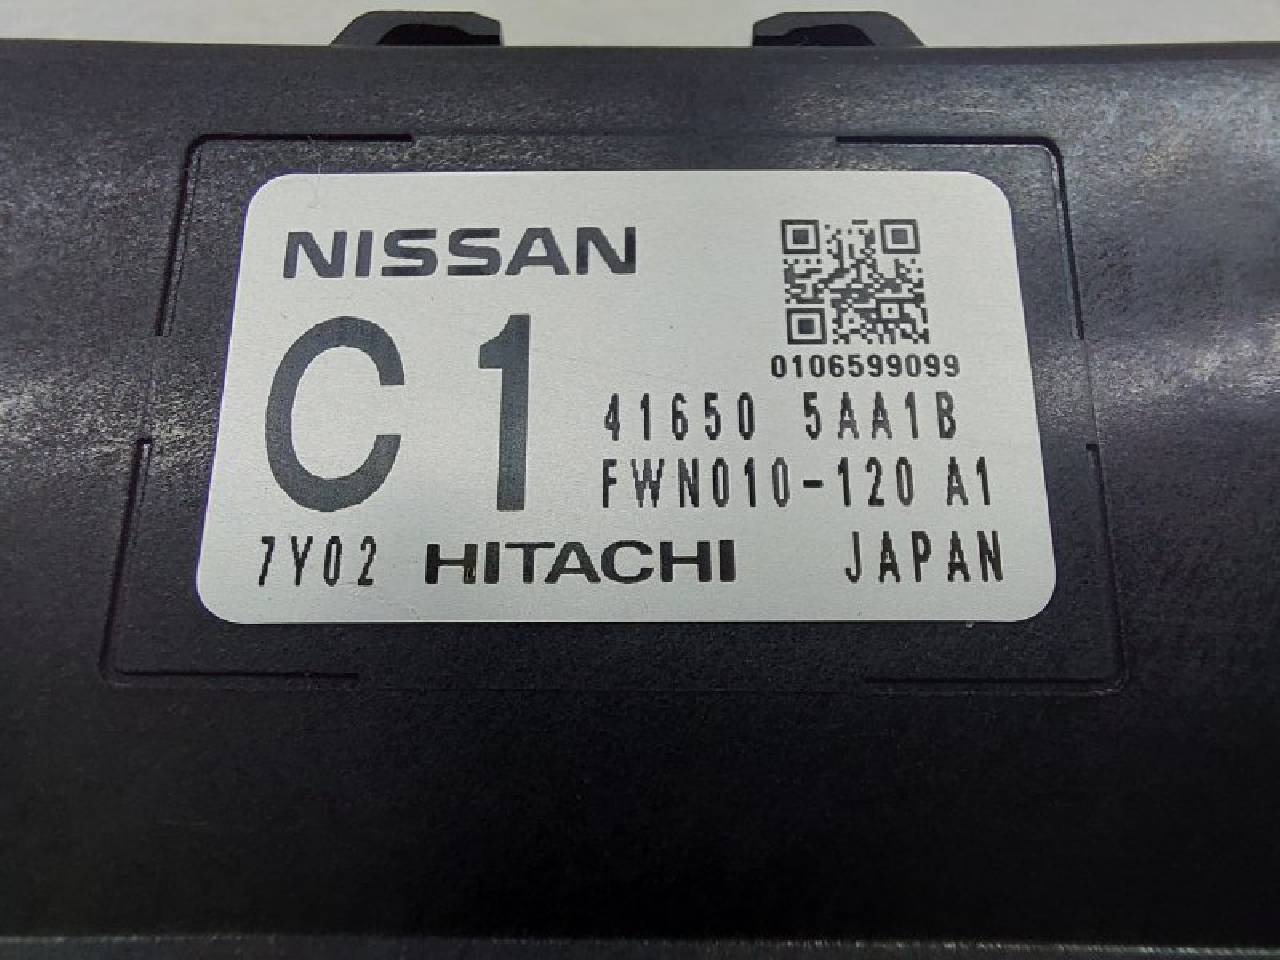 NISSAN
C1
0106599099
41650 5AA1B
FWN010-120 A1
7Y02 HITACHI JAPAN